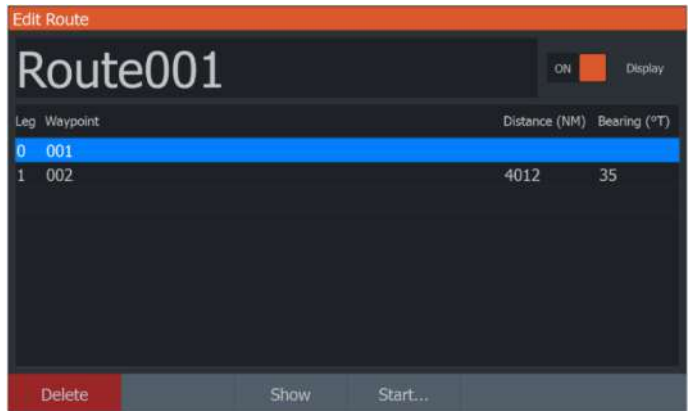 Edit Route
Route001 ON Display
Leg Waypoint Distance (NM) Bearing (°T)
0 001
1 002 4012 35
Delete Show Start...